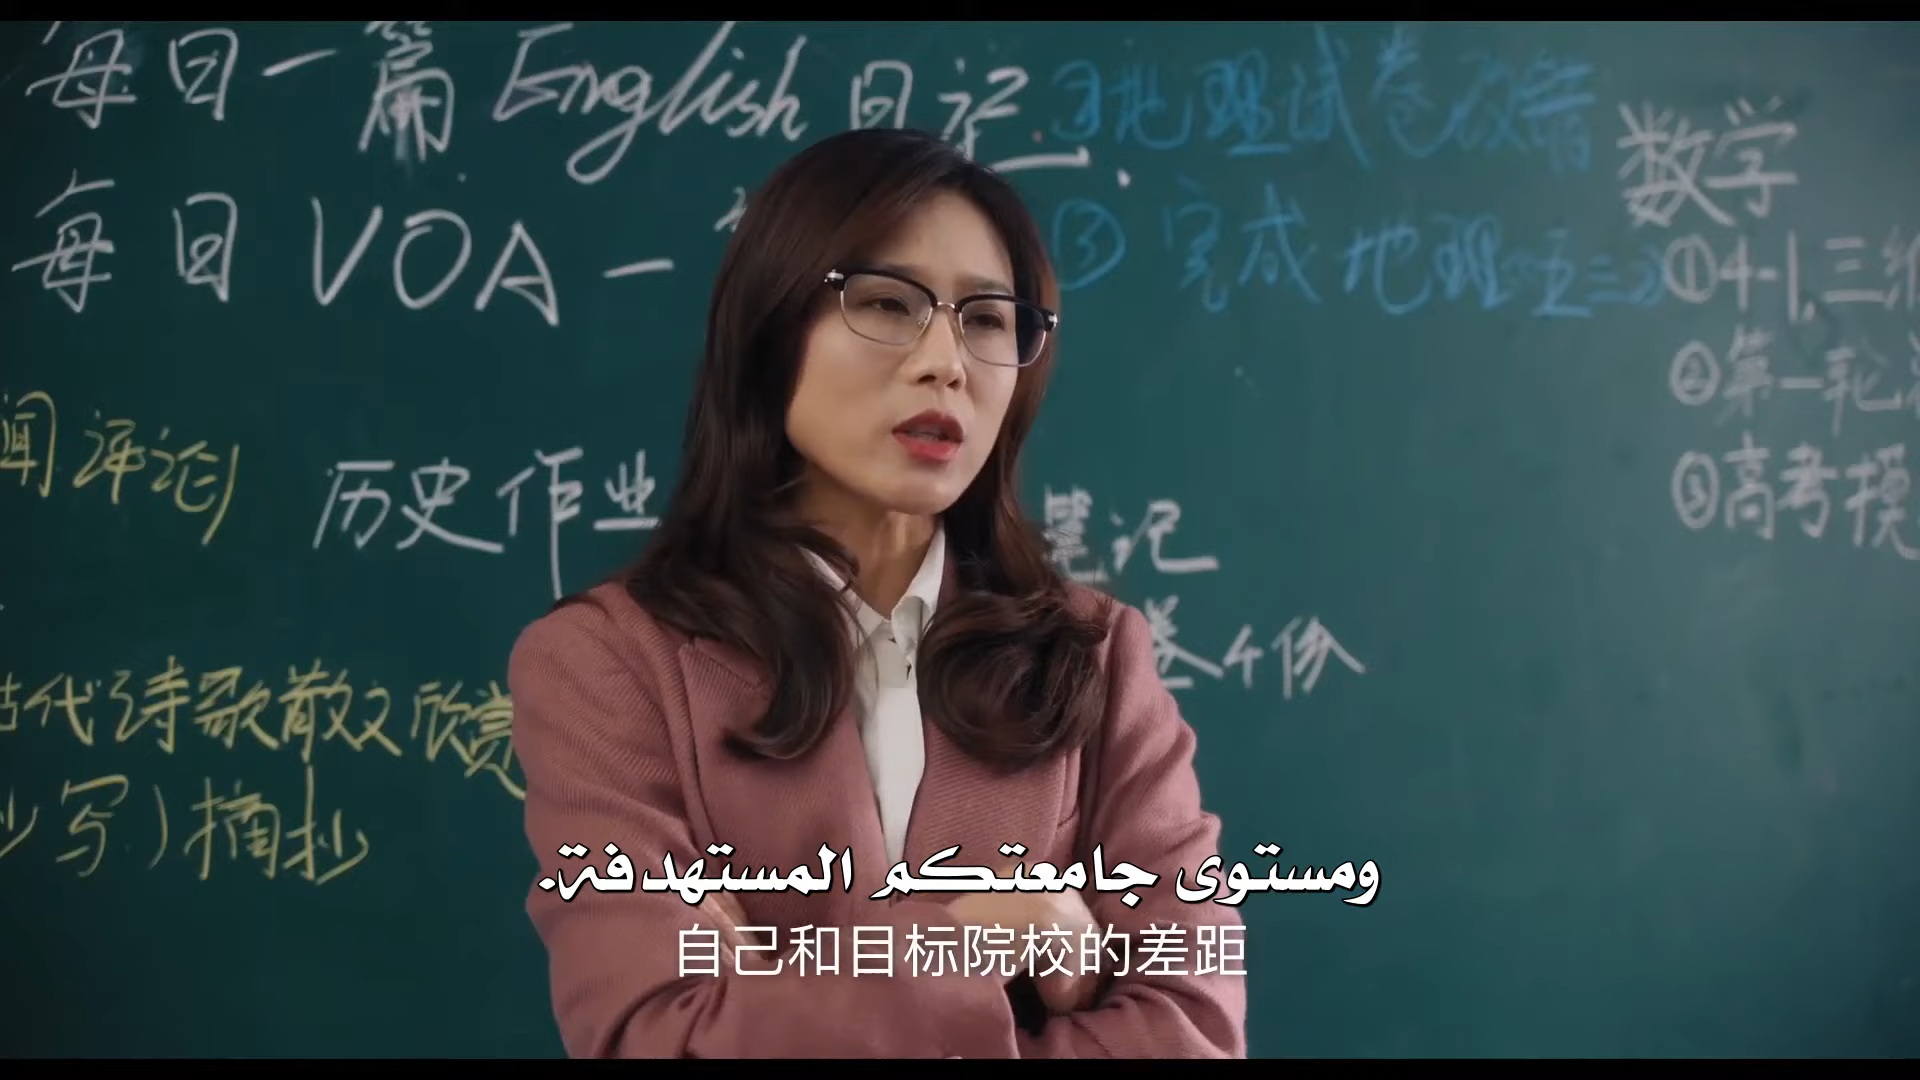 每日一篇English日记.
②地理试卷改错
数学
每日VOA一
③完成地理
①4-1,三
②第一轮
闻评论
历史作业
笔记
③高考模
卷4份
古代诗歌散文欣赏
抄写)摘抄
ومستوى جامعتكم المستهدفة.
自己和目标院校的差距